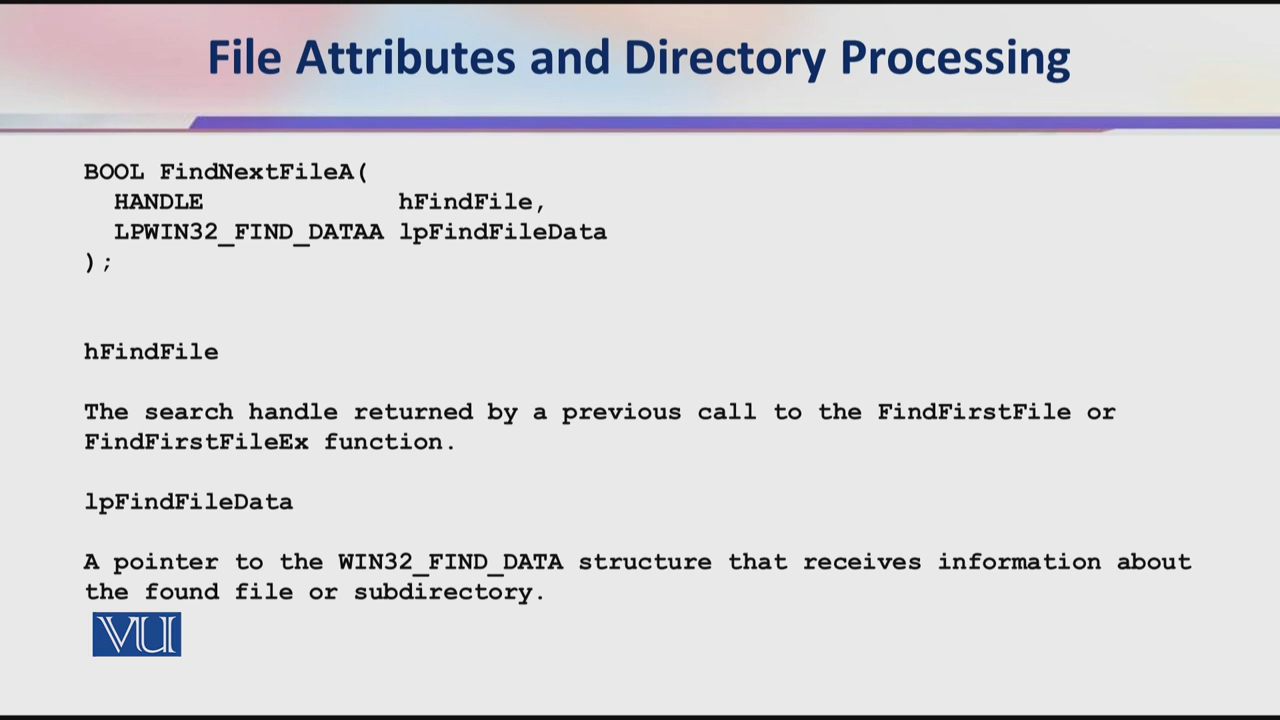 File Attributes and Directory Processing
BOOL FindNextFileA(
HANDLE hFindFile,
LPWIN32_FIND_DATAA lpFindFileData
);
hFindFile
The search handle returned by a previous call to the FindFirstFile or
FindFirstFileEx function.
lpFindFileData
A pointer to the WIN32_FIND_DATA structure that receives information about
the found file or subdirectory.
VU